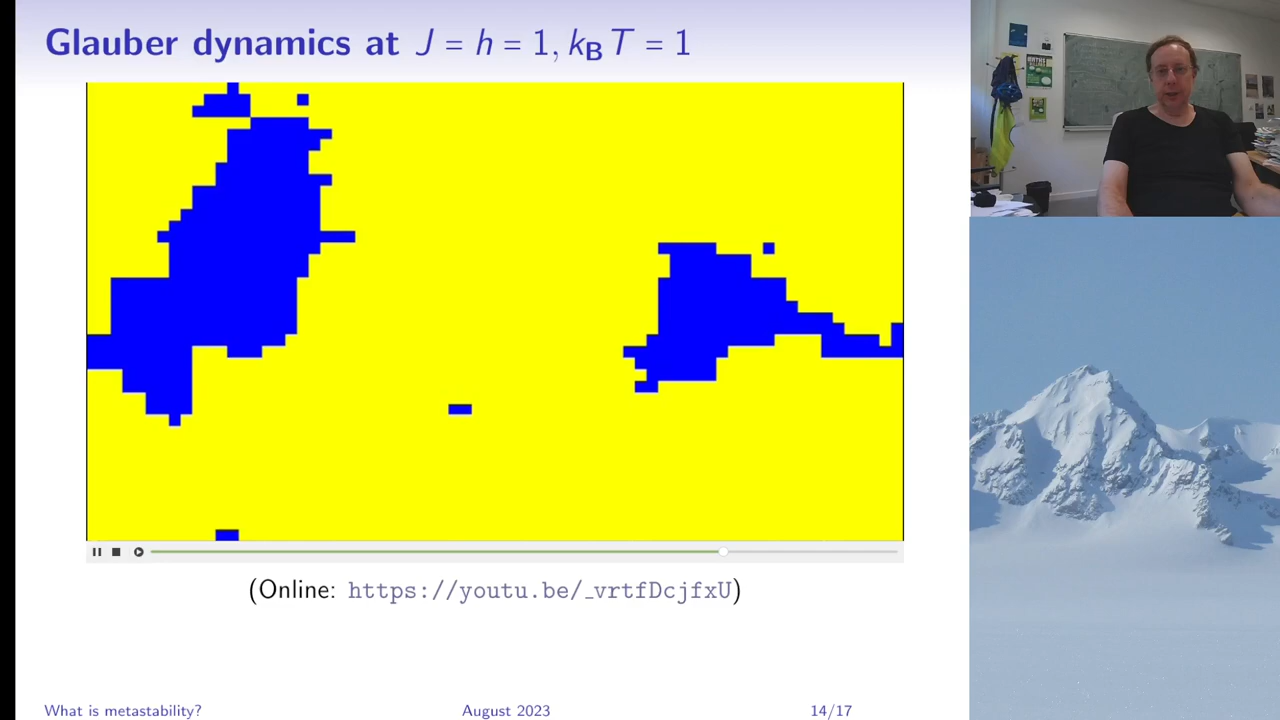 Glauber dynamics at J = h = 1, k_B T = 1
(Online: https://youtu.be/_vrtfDcjfxU)
What is metastability? August 2023 14/17